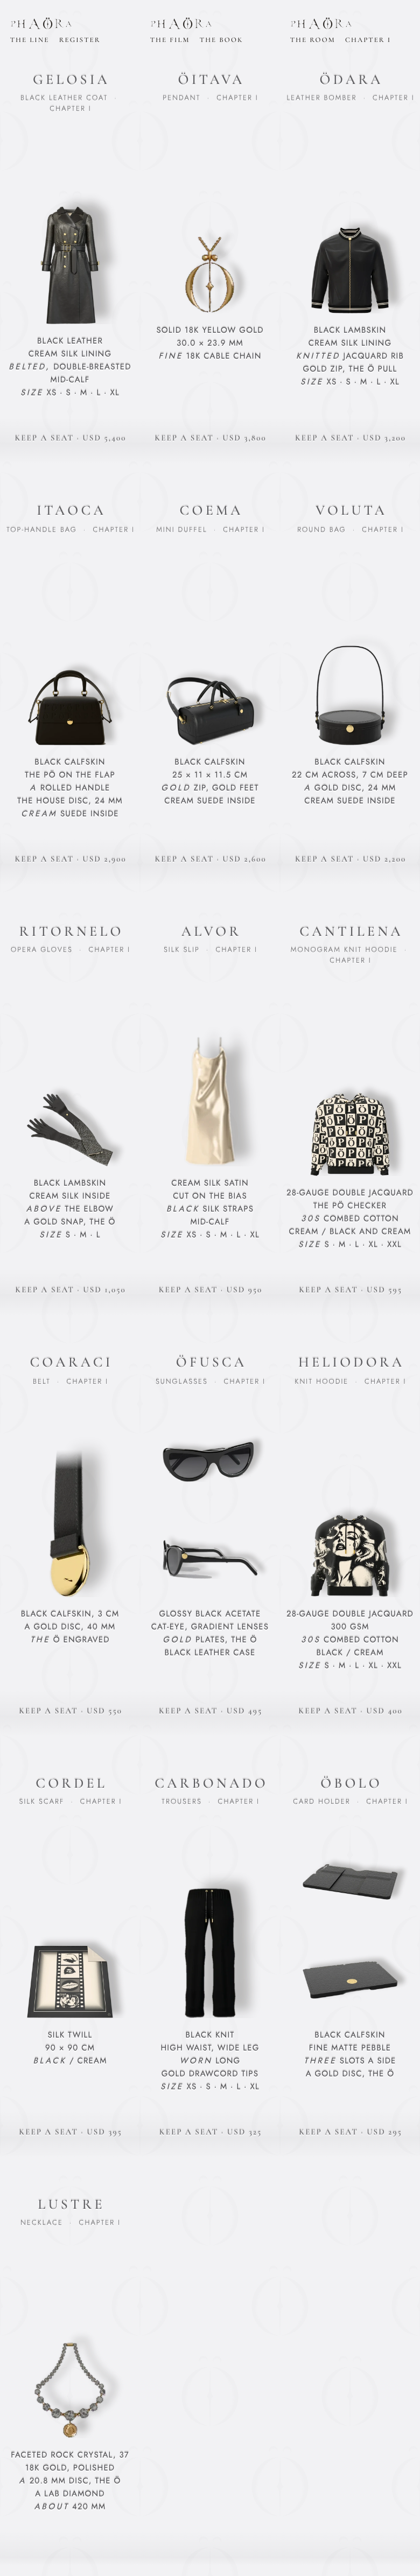 PHAÖRA
THE LINE REGISTER
PHAÖRA
THE FILM THE BOOK
PHAÖRA
THE ROOM CHAPTER I
GELOSIA
BLACK LEATHER COAT · CHAPTER I
BLACK LEATHER
CREAM SILK LINING
BELTED, DOUBLE-BREASTED
MID-CALF
SIZE XS · S · M · L · XL
KEEP A SEAT · USD 5,400
ÖITAVA
PENDANT · CHAPTER I
SOLID 18K YELLOW GOLD
30.0 × 23.9 MM
FINE 18K CABLE CHAIN
KEEP A SEAT · USD 3,800
ÖDARA
LEATHER BOMBER · CHAPTER I
BLACK LAMBSKIN
CREAM SILK LINING
KNITTED JACQUARD RIB
GOLD ZIP, THE Ö PULL
SIZE XS · S · M · L · XL
KEEP A SEAT · USD 3,200
ITAOCA
TOP-HANDLE BAG · CHAPTER I
BLACK CALFSKIN
THE PÖ ON THE FLAP
A ROLLED HANDLE
THE HOUSE DISC, 24 MM
CREAM SUEDE INSIDE
KEEP A SEAT · USD 2,900
COEMA
MINI DUFFEL · CHAPTER I
BLACK CALFSKIN
25 × 11 × 11.5 CM
GOLD ZIP, GOLD FEET
CREAM SUEDE INSIDE
KEEP A SEAT · USD 2,600
VOLUTA
ROUND BAG · CHAPTER I
BLACK CALFSKIN
22 CM ACROSS, 7 CM DEEP
A GOLD DISC, 24 MM
CREAM SUEDE INSIDE
KEEP A SEAT · USD 2,200
RITORNELO
OPERA GLOVES · CHAPTER I
BLACK LAMBSKIN
CREAM SILK INSIDE
ABOVE THE ELBOW
A GOLD SNAP, THE Ö
SIZE S · M · L
KEEP A SEAT · USD 1,050
ALVOR
SILK SLIP · CHAPTER I
CREAM SILK SATIN
CUT ON THE BIAS
BLACK SILK STRAPS
MID-CALF
SIZE XS · S · M · L · XL
KEEP A SEAT · USD 950
CANTILENA
MONOGRAM KNIT HOODIE ·
CHAPTER I
28-GAUGE DOUBLE JACQUARD
THE PÖ CHECKER
30S COMBED COTTON
CREAM / BLACK AND CREAM
SIZE S · M · L · XL · XXL
KEEP A SEAT · USD 595
COARACI
BELT · CHAPTER I
BLACK CALFSKIN, 3 CM
A GOLD DISC, 40 MM
THE Ö ENGRAVED
KEEP A SEAT · USD 550
ÖFUSCA
SUNGLASSES · CHAPTER I
GLOSSY BLACK ACETATE
CAT-EYE, GRADIENT LENSES
GOLD PLATES, THE Ö
BLACK LEATHER CASE
KEEP A SEAT · USD 495
HELIODORA
KNIT HOODIE · CHAPTER I
28-GAUGE DOUBLE JACQUARD
300 GSM
30S COMBED COTTON
BLACK / CREAM
SIZE S · M · L · XL · XXL
KEEP A SEAT · USD 400
CORDEL
SILK SCARF · CHAPTER I
SILK TWILL
90 × 90 CM
BLACK / CREAM
KEEP A SEAT · USD 395
CARBONADO
TROUSERS · CHAPTER I
BLACK KNIT
HIGH WAIST, WIDE LEG
WORN LONG
GOLD DRAWCORD TIPS
SIZE XS · S · M · L · XL
KEEP A SEAT · USD 325
ÖBOLO
CARD HOLDER · CHAPTER I
BLACK CALFSKIN
FINE MATTE PEBBLE
THREE SLOTS A SIDE
A GOLD DISC, THE Ö
KEEP A SEAT · USD 295
LUSTRE
NECKLACE · CHAPTER I
FACETED ROCK CRYSTAL, 37
18K GOLD, POLISHED
A 20.8 MM DISC, THE Ö
A LAB DIAMOND
ABOUT 420 MM